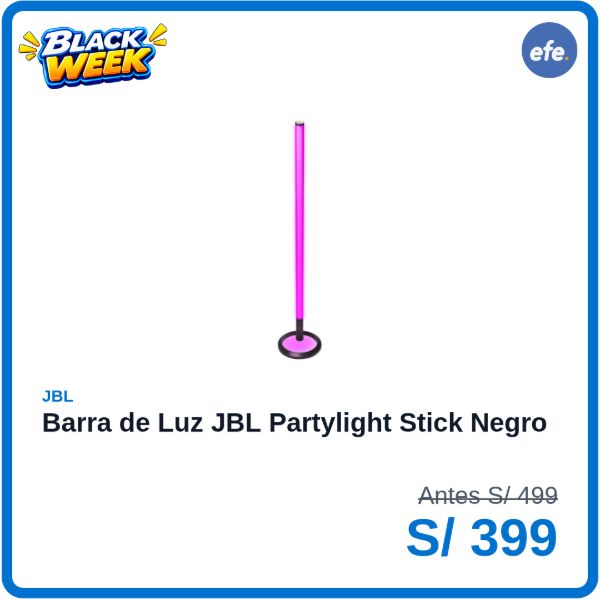 BLACK
WEEK
efe.
JBL
Barra de Luz JBL Partylight Stick Negro
Antes S/ 499
S/ 399